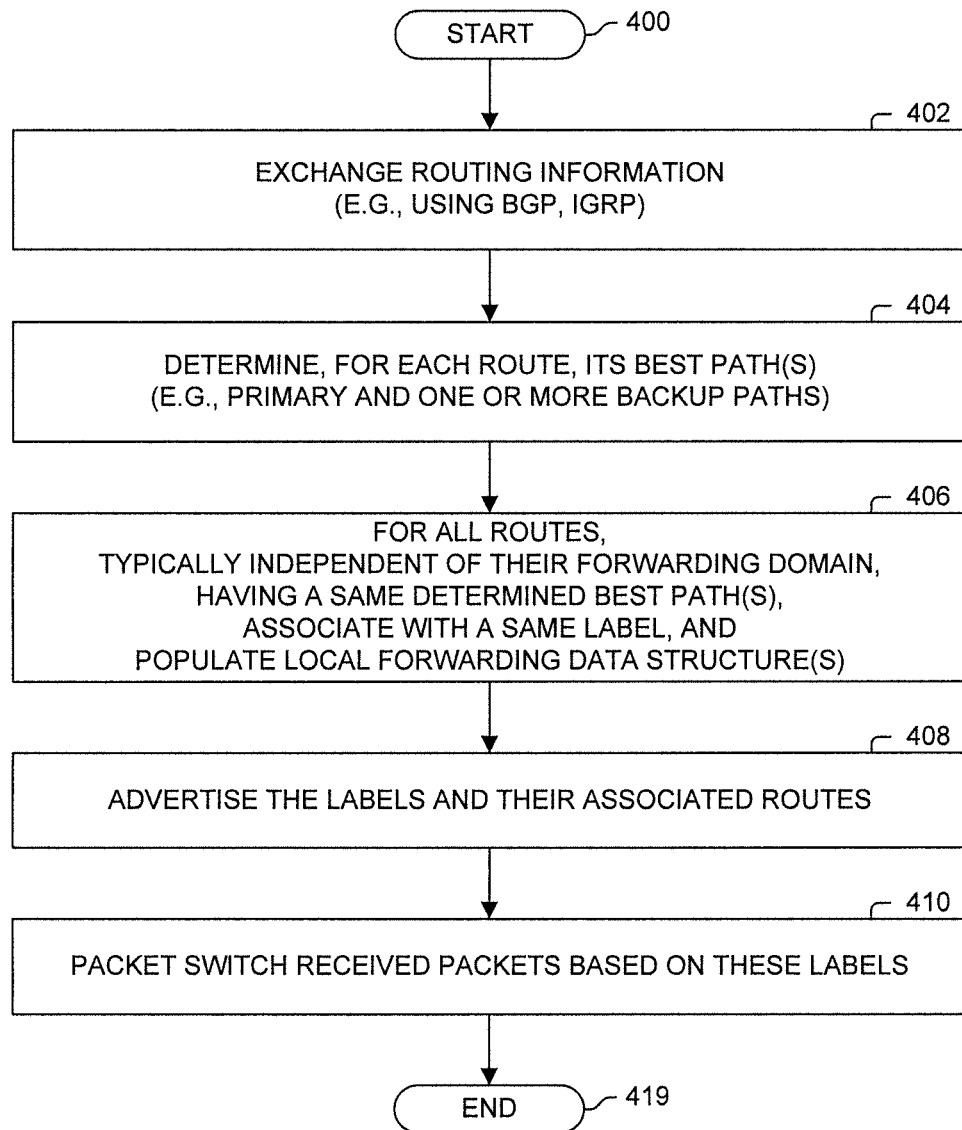 START
400
402
EXCHANGE ROUTING INFORMATION
(E.G., USING BGP, IGRP)
404
DETERMINE, FOR EACH ROUTE, ITS BEST PATH(S)
(E.G., PRIMARY AND ONE OR MORE BACKUP PATHS)
406
FOR ALL ROUTES,
TYPICALLY INDEPENDENT OF THEIR FORWARDING DOMAIN,
HAVING A SAME DETERMINED BEST PATH(S),
ASSOCIATE WITH A SAME LABEL, AND
POPULATE LOCAL FORWARDING DATA STRUCTURE(S)
408
ADVERTISE THE LABELS AND THEIR ASSOCIATED ROUTES
410
PACKET SWITCH RECEIVED PACKETS BASED ON THESE LABELS
END
419